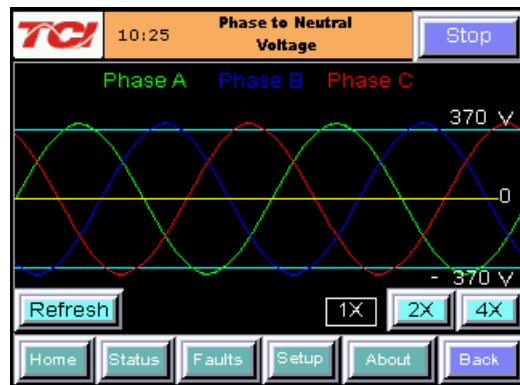 TCI
10:25
Phase to Neutral
Voltage
Stop
Phase A
Phase B
Phase C
370 V
0
- 370 V
Refresh
1X
2X
4X
Home
Status
Faults
Setup
About
Back